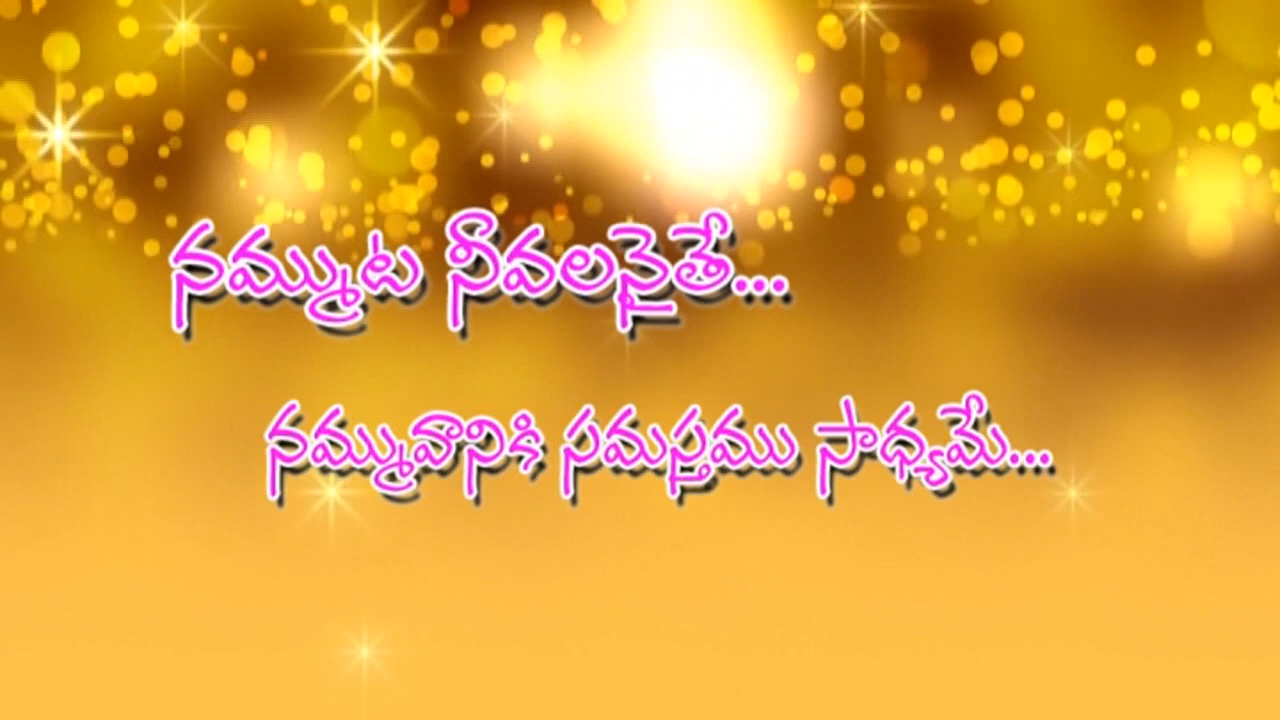 నమ్ముట నీవలనైతే...
నమ్మువానికి సమస్తము సాధ్యమే...